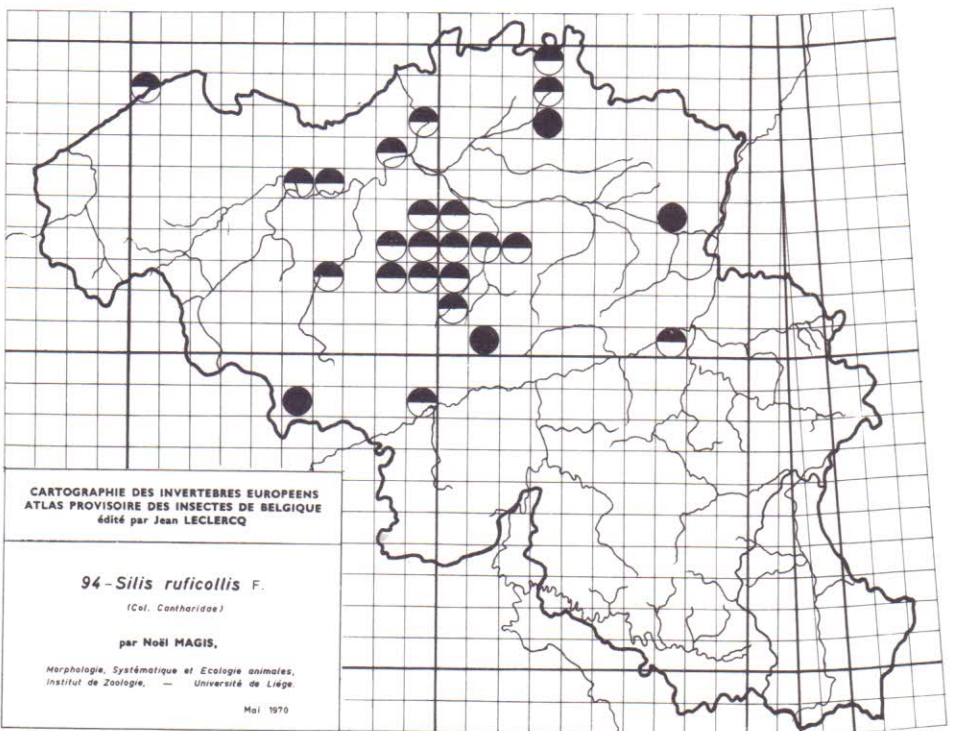 CARTOGRAPHIE DES INVERTEBRES EUROPEENS
ATLAS PROVISOIRE DES INSECTES DE BELGIQUE
édité par Jean LECLERCQ
94-Silis ruficollis F.
(Col. Cantharidae)
par Noël MAGIS,
Morphologie, Systématique et Ecologie animales,
Institut de Zoologie, — Université de Liége.
Mai 1970